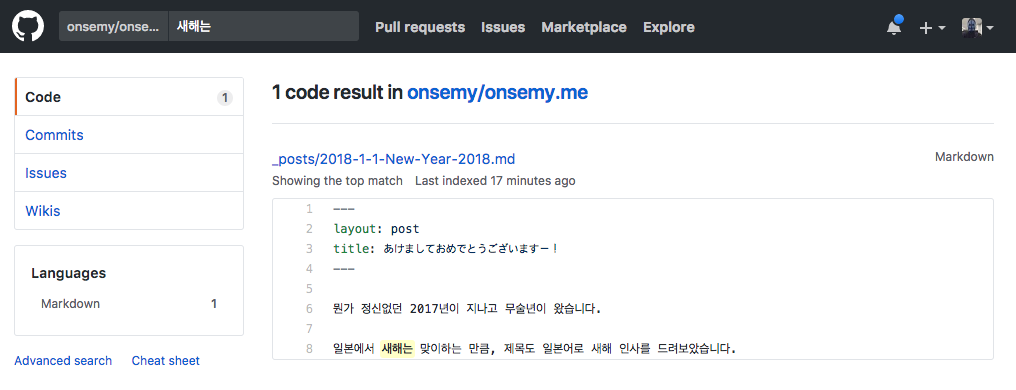 onsemy/onse... 새해는 Pull requests Issues Marketplace Explore
Code 1
Commits
Issues
Wikis
Languages
Markdown 1
Advanced search Cheat sheet
1 code result in onsemy/onsemy.me
_posts/2018-1-1-New-Year-2018.md Markdown
Showing the top match Last indexed 17 minutes ago
1 ---
2 layout: post
3 title: あけましておめでとうございますー！
4 ---
5
6 뭔가 정신없던 2017년이 지나고 무술년이 왔습니다.
7
8 일본에서 새해는 맞이하는 만큼, 제목도 일본어로 새해 인사를 드려보았습니다.